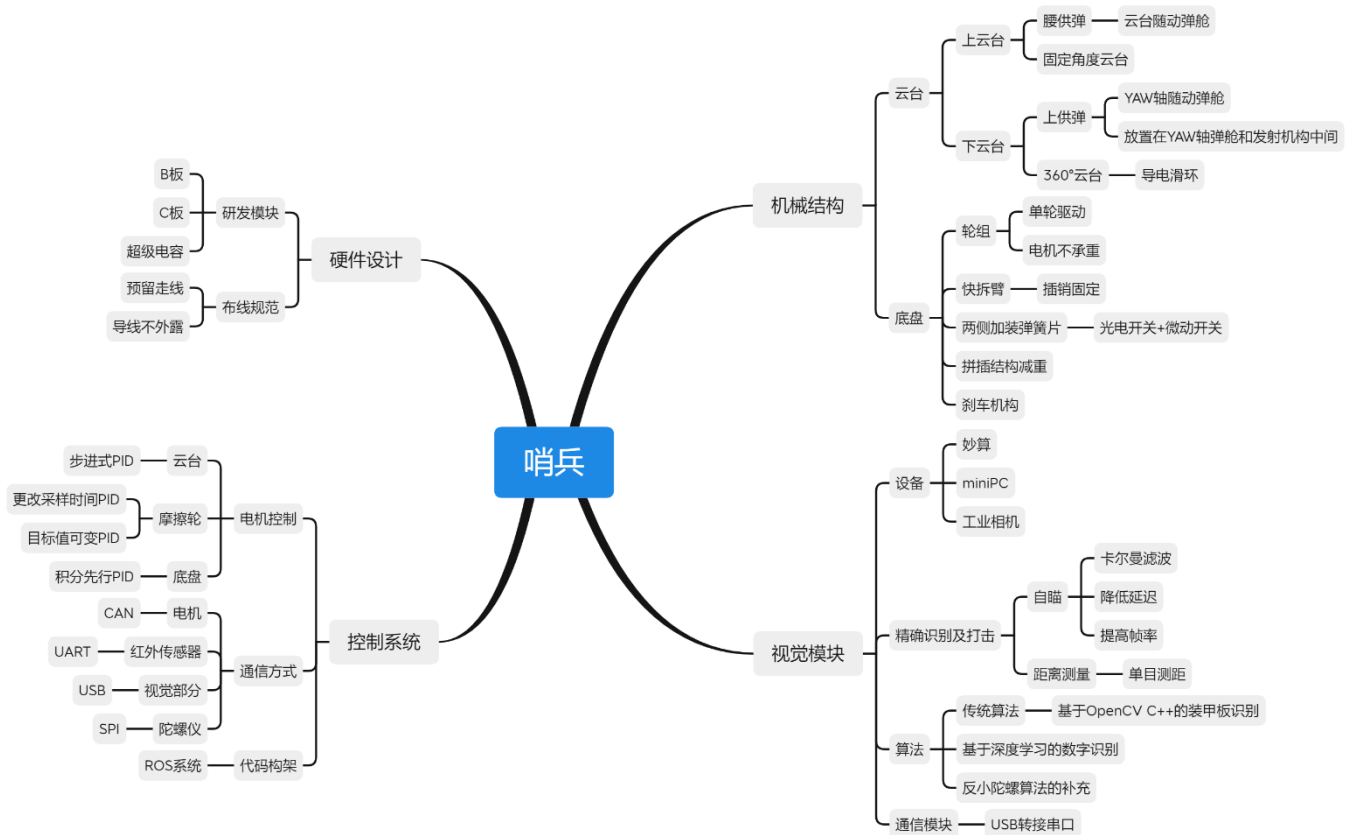 哨兵
机械结构
云台
上云台
腰供弹
云台随动弹舱
固定角度云台
下云台
上供弹
YAW轴随动弹舱
放置在YAW轴弹舱和发射机构中间
360°云台
导电滑环
底盘
轮组
单轮驱动
电机不承重
快拆臂
插销固定
两侧加装弹簧片
光电开关+微动开关
拼插结构减重
刹车机构
视觉模块
设备
妙算
miniPC
工业相机
精确识别及打击
自瞄
卡尔曼滤波
降低延迟
提高帧率
距离测量
单目测距
算法
传统算法
基于OpenCV C++的装甲板识别
基于深度学习的数字识别
反小陀螺算法的补充
通信模块
USB转接串口
硬件设计
研发模块
B板
C板
超级电容
布线规范
预留走线
导线不外露
控制系统
电机控制
云台
步进式PID
摩擦轮
更改采样时间PID
目标值可变PID
底盘
积分先行PID
通信方式
电机
CAN
红外传感器
UART
视觉部分
USB
陀螺仪
SPI
代码构架
ROS系统